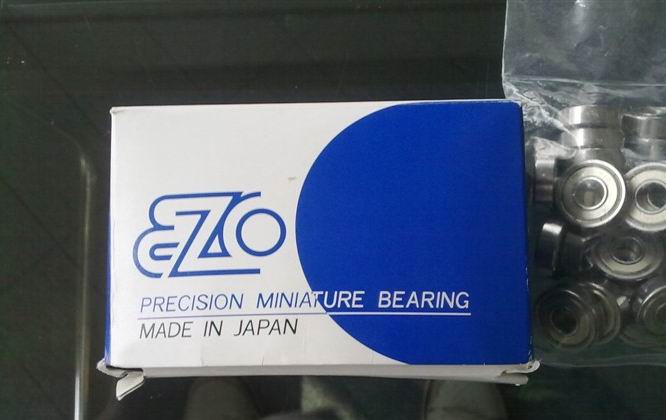 EZO
PRECISION MINIATURE BEARING
MADE IN JAPAN